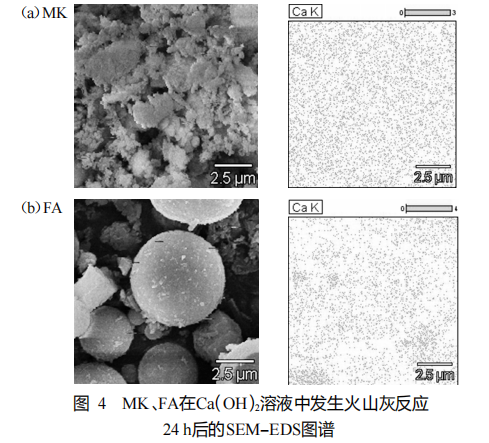 (a)MK
Ca K
0 3
2.5 μm
2.5 μm
(b)FA
Ca K
0 4
2.5 μm
2.5 μm
图 4 MK、FA在Ca(OH)₂溶液中发生火山灰反应
24 h后的SEM-EDS图谱